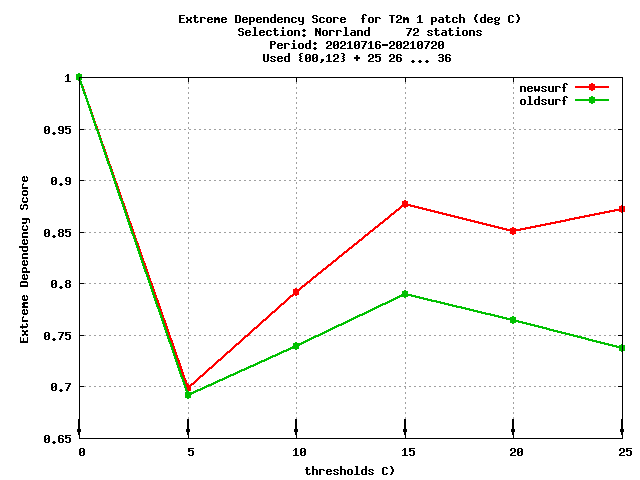 Extreme Dependency Score  for T2m 1 patch (deg C)
Selection: Norrland     72 stations
Period: 20210716-20210720
Used {00,12} + 25 26 ... 36
newsurf
oldsurf
Extreme Dependency Score
1
0.95
0.9
0.85
0.8
0.75
0.7
0.65
0 5 10 15 20 25
thresholds C)